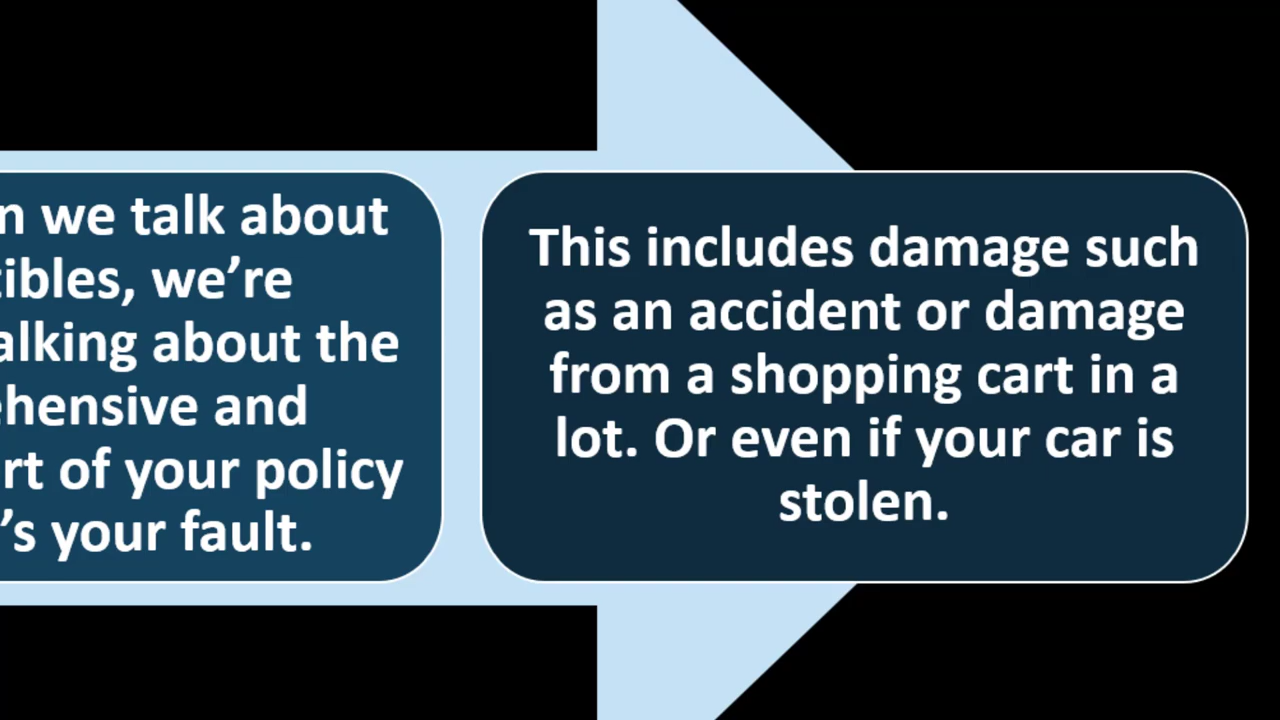 n we talk about
tibles, we’re
alking about the
ehensive and
rt of your policy
’s your fault.
This includes damage such
as an accident or damage
from a shopping cart in a
lot. Or even if your car is
stolen.